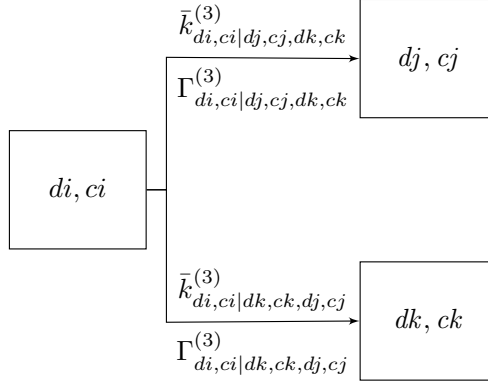 k̄^{(3)}_{di,ci|dj,cj,dk,ck}
dj, cj
Γ^{(3)}_{di,ci|dj,cj,dk,ck}
di, ci
k̄^{(3)}_{di,ci|dk,ck,dj,cj}
dk, ck
Γ^{(3)}_{di,ci|dk,ck,dj,cj}